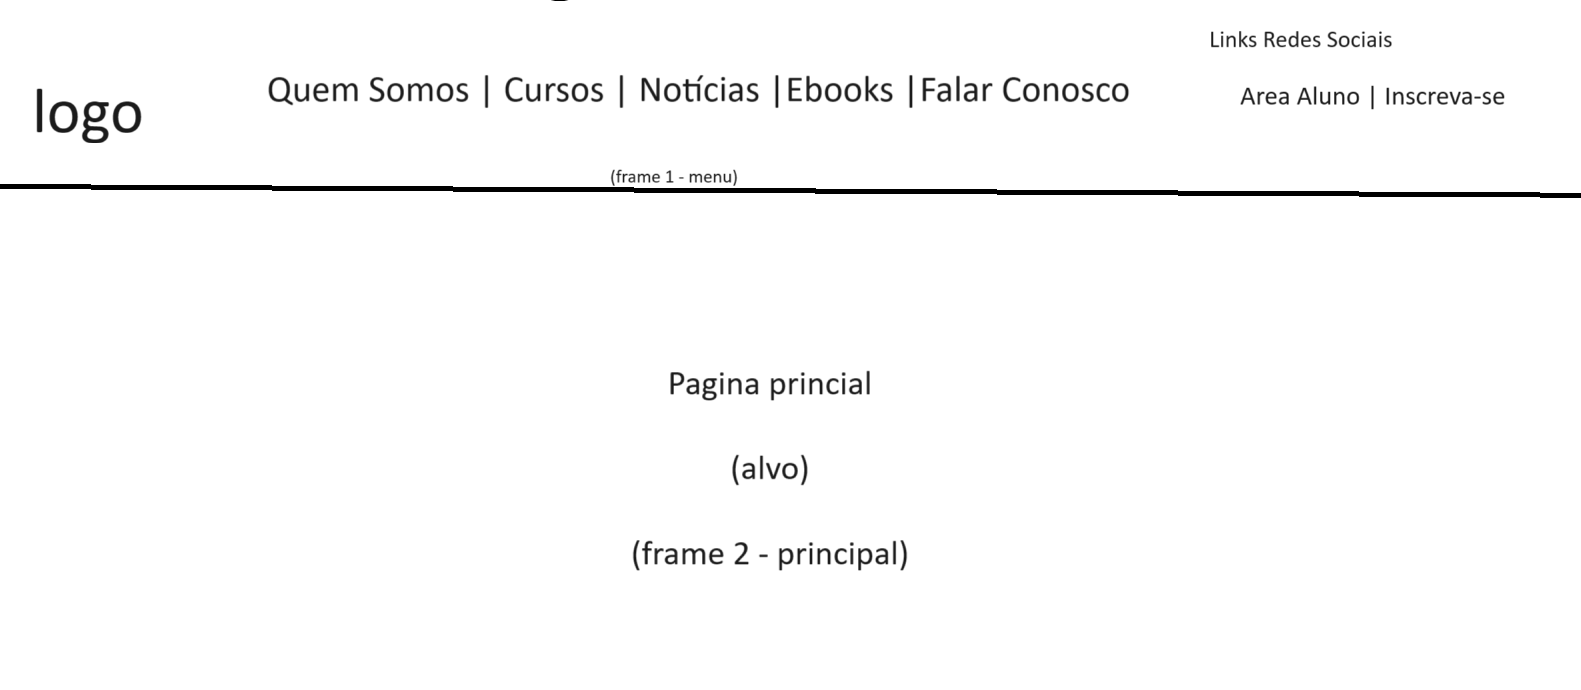 Links Redes Sociais
logo
Quem Somos | Cursos | Notícias |Ebooks |Falar Conosco
Area Aluno | Inscreva-se
(frame 1 - menu)
Pagina princial
(alvo)
(frame 2 - principal)